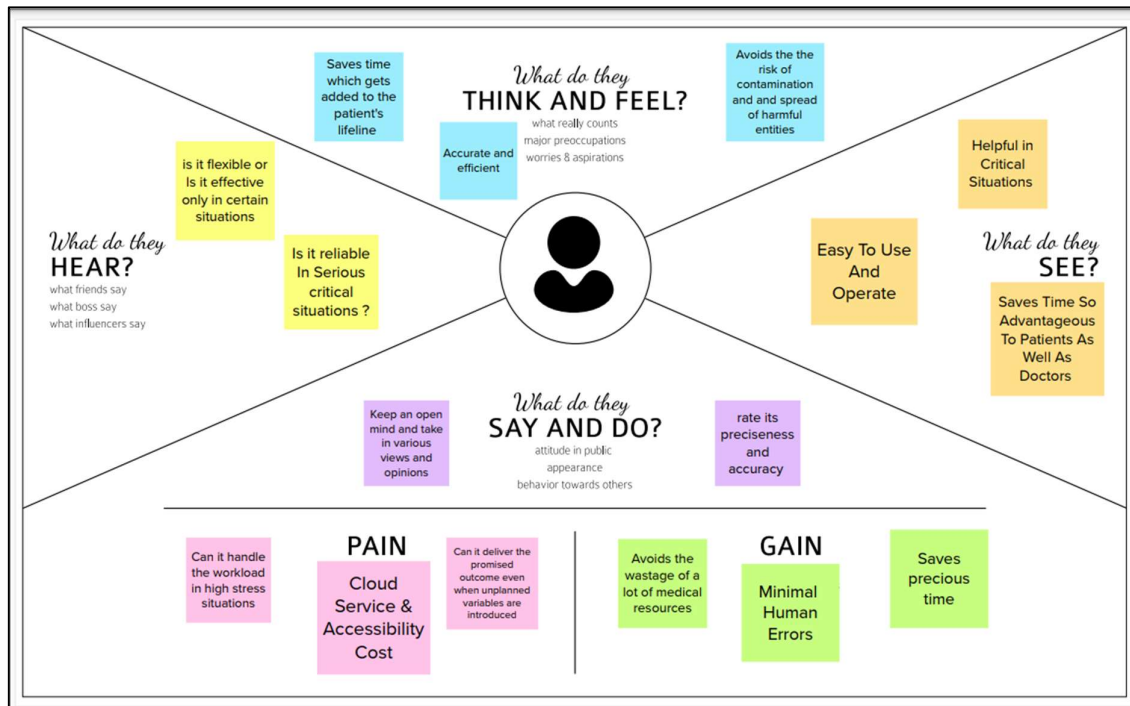 Saves time
which gets
added to the
patient's
lifeline
What do they
THINK AND FEEL?
what really counts
major preoccupations
worries & aspirations
Accurate and
efficient
Avoids the the
risk of
contamination
and and spread
of harmful
entities
is it flexible or
Is it effective
only in certain
situations
What do they
HEAR?
what friends say
what boss say
what influencers say
Is it reliable
In Serious
critical
situations ?
Helpful in
Critical
Situations
Easy To Use
And
Operate
What do they
SEE?
Saves Time So
Advantageous
To Patients As
Well As
Doctors
Keep an open
mind and take
in various
views and
opinions
What do they
SAY AND DO?
attitude in public
appearance
behavior towards others
rate its
preciseness
and
accuracy
PAIN
Can it handle
the workload
in high stress
situations
Cloud
Service &
Accessibility
Cost
Can it deliver the
promised
outcome even
when unplanned
variables are
introduced
GAIN
Avoids the
wastage of a
lot of medical
resources
Minimal
Human
Errors
Saves
precious
time